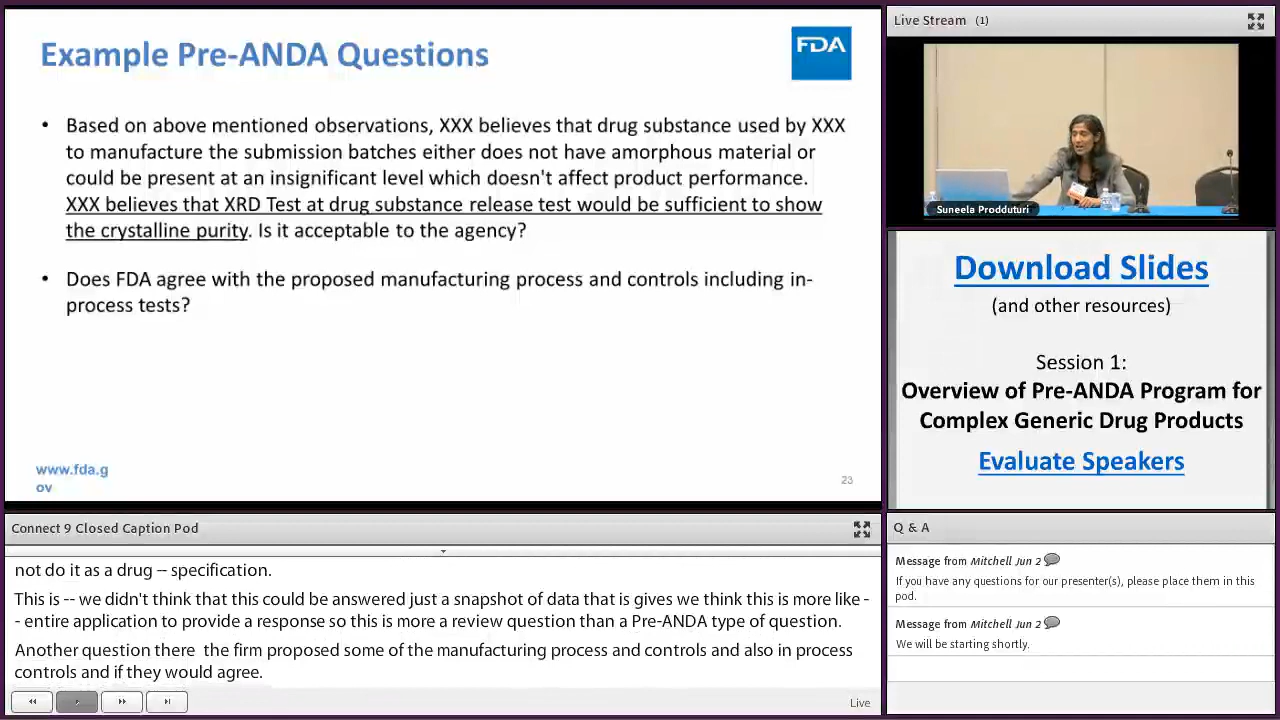 Example Pre-ANDA Questions
FDA
• Based on above mentioned observations, XXX believes that drug substance used by XXX
to manufacture the submission batches either does not have amorphous material or
could be present at an insignificant level which doesn't affect product performance.
XXX believes that XRD Test at drug substance release test would be sufficient to show
the crystalline purity. Is it acceptable to the agency?
• Does FDA agree with the proposed manufacturing process and controls including in-
process tests?
www.fda.g
ov
23
Live Stream (1)
Suneela Prodduturi
Download Slides
(and other resources)
Session 1:
Overview of Pre-ANDA Program for
Complex Generic Drug Products
Evaluate Speakers
Connect 9 Closed Caption Pod
not do it as a drug -- specification.
This is -- we didn't think that this could be answered just a snapshot of data that is gives we think this is more like -
- entire application to provide a response so this is more a review question than a Pre-ANDA type of question.
Another question there the firm proposed some of the manufacturing process and controls and also in process
controls and if they would agree.
Live
Q & A
Message from Mitchell Jun 2
If you have any questions for our presenter(s), please place them in this
pod.
Message from Mitchell Jun 2
We will be starting shortly.